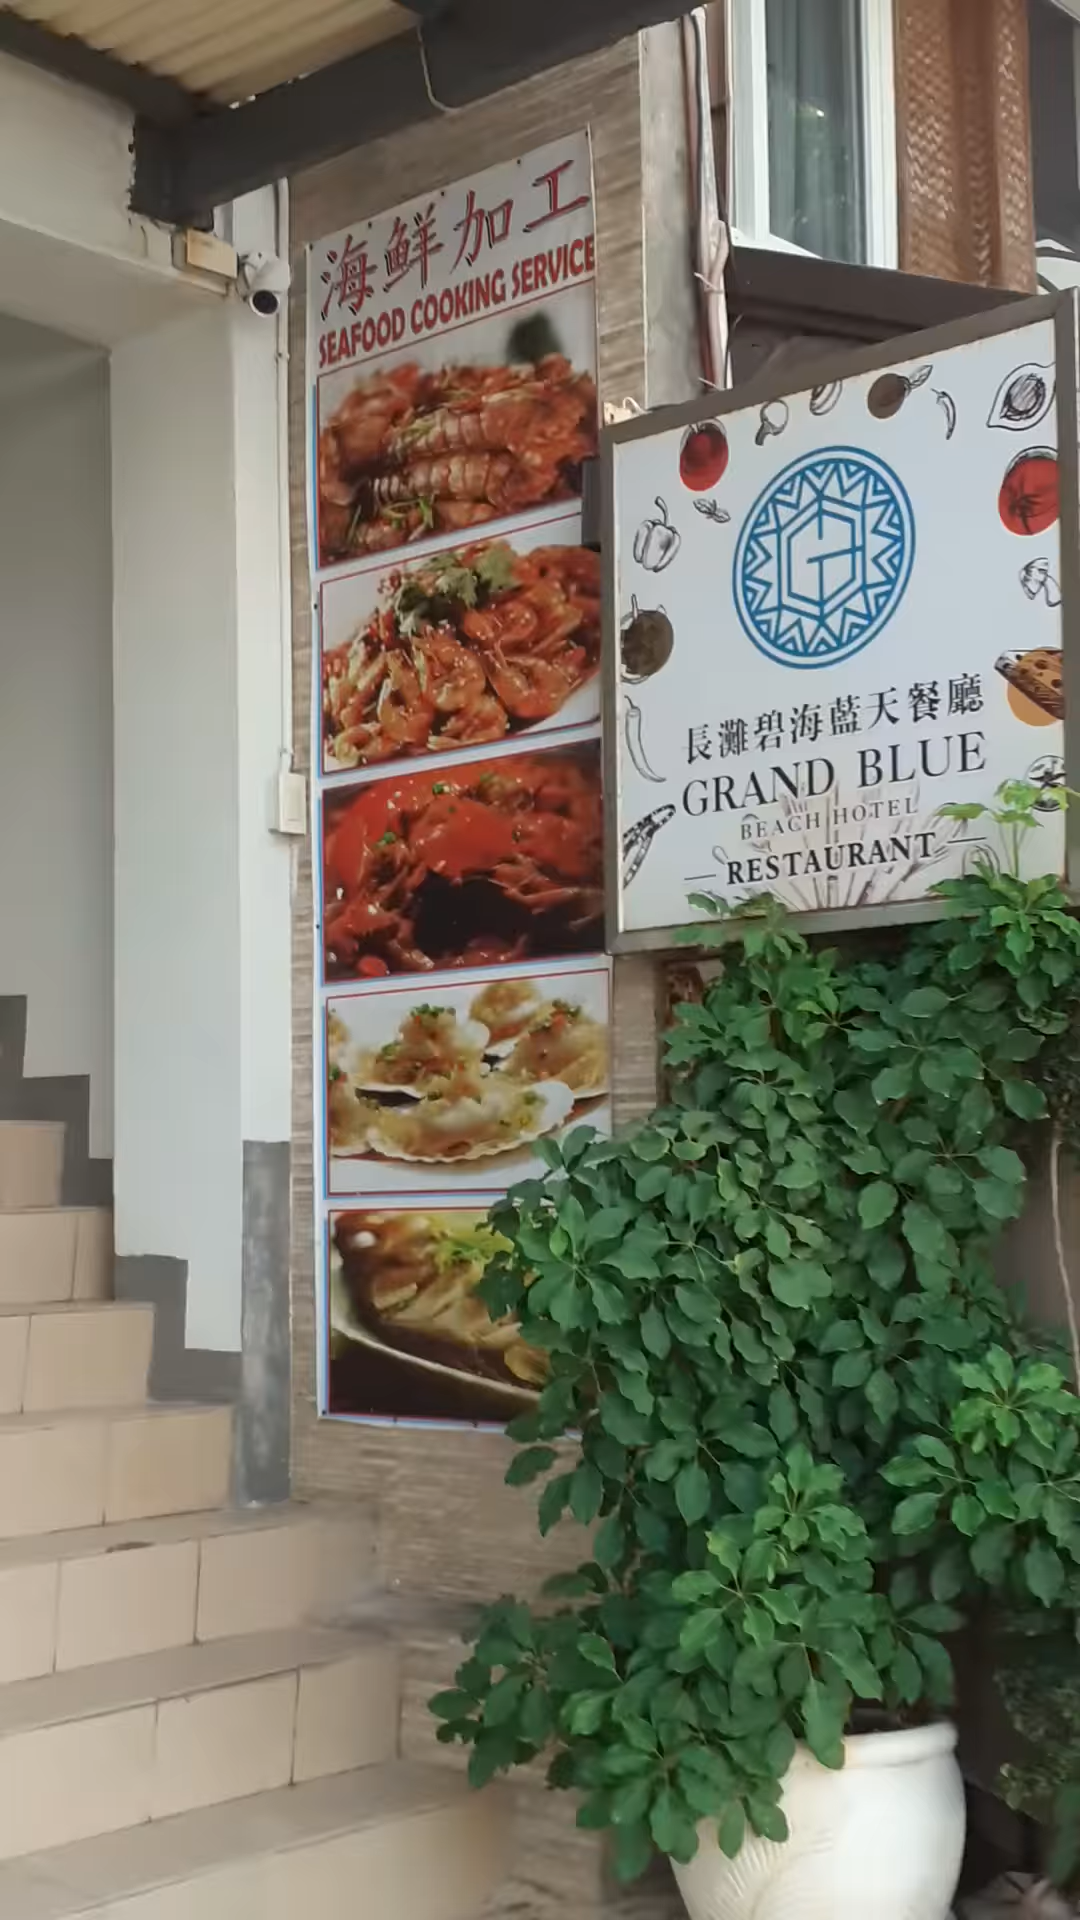 海鲜加工
SEAFOOD COOKING SERVICE
長灘碧海藍天餐廳
GRAND BLUE
BEACH HOTEL
RESTAURANT